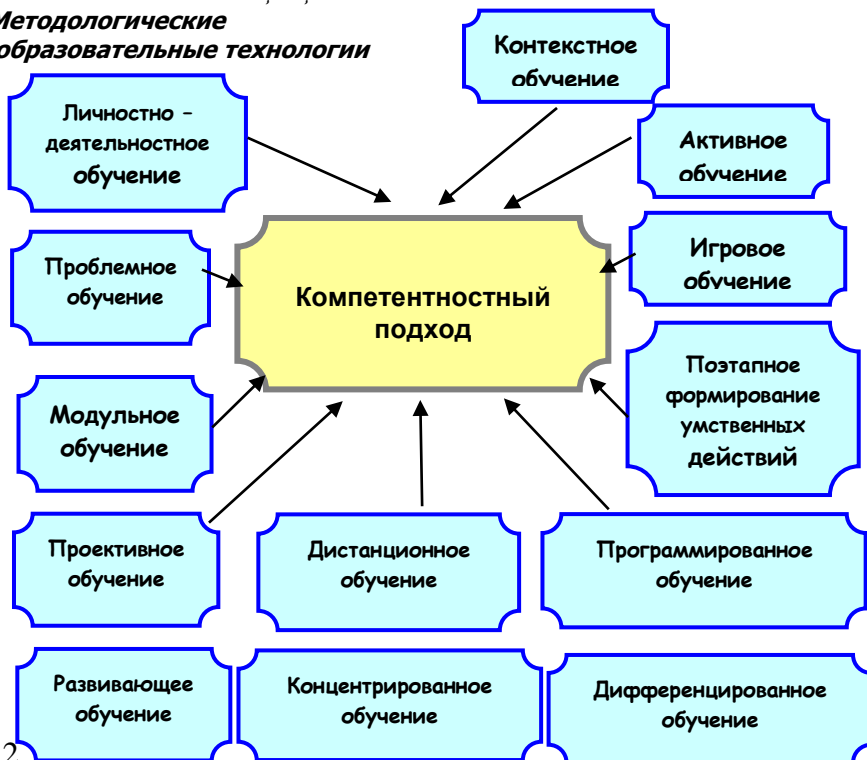 Методологические
образовательные технологии
Контекстное
обучение
Личностно –
деятельностное
обучение
Активное
обучение
Проблемное
обучение
Игровое
обучение
Компетентностный
подход
Поэтапное
формирование
умственных
действий
Модульное
обучение
Проективное
обучение
Дистанционное
обучение
Программированное
обучение
Развивающее
обучение
Концентрированное
обучение
Дифференцированное
обучение
2